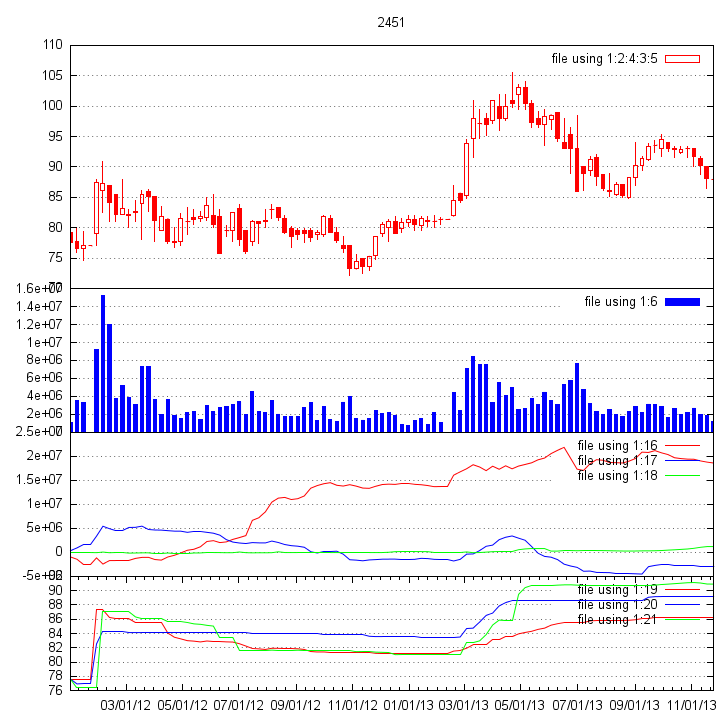 2451
110
file using 1:2:4:3:5
105
100
95
90
85
80
75
70
1.6e+07
file using 1:6
1.4e+07
1.2e+07
1e+07
8e+06
6e+06
4e+06
2e+06
0
2.5e+07
file using 1:16
2e+07
file using 1:17
1.5e+07
file using 1:18
1e+07
5e+06
0
-5e+06
92
90
file using 1:19
88
file using 1:20
86
file using 1:21
84
82
80
78
76
03/01/12 05/01/12 07/01/12 09/01/12 11/01/12 01/01/13 03/01/13 05/01/13 07/01/13 09/01/13 11/01/13